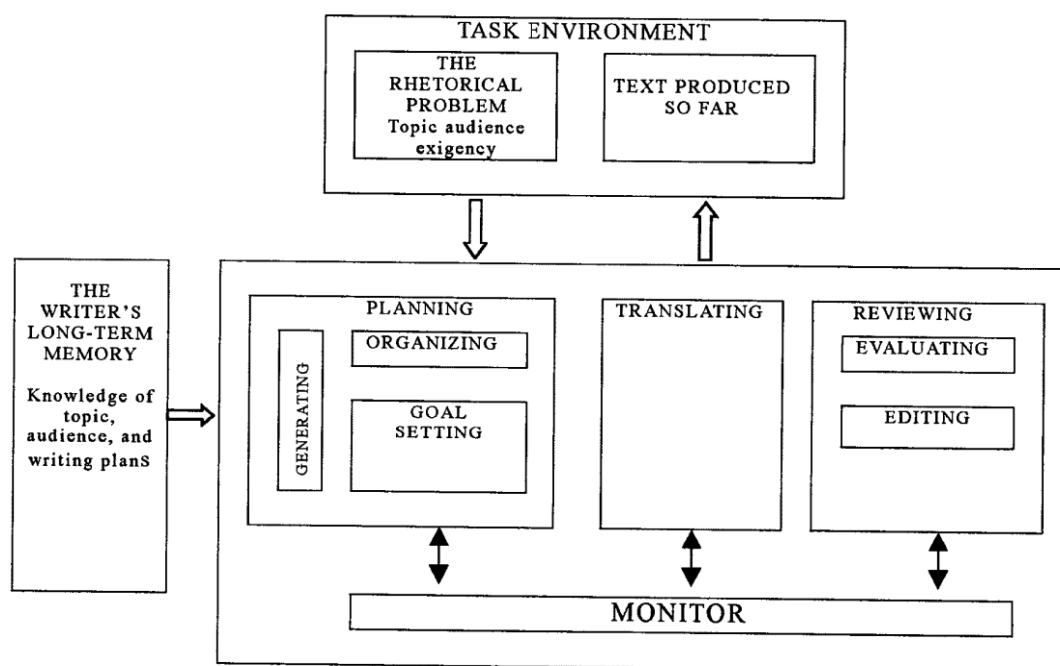 TASK ENVIRONMENT
THE
RHETORICAL
PROBLEM
Topic audience
exigency
TEXT PRODUCED
SO FAR
THE
WRITER'S
LONG-TERM
MEMORY
Knowledge of
topic,
audience, and
writing planS
PLANNING
GENERATING
ORGANIZING
GOAL
SETTING
TRANSLATING
REVIEWING
EVALUATING
EDITING
MONITOR